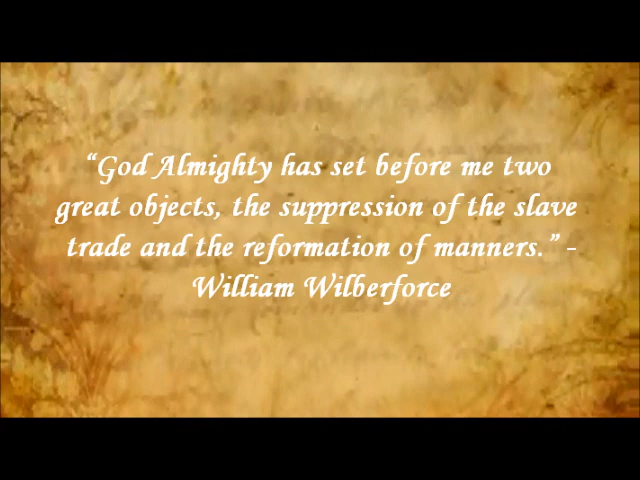 “God Almighty has set before me two
great objects, the suppression of the slave
trade and the reformation of manners.” -
William Wilberforce